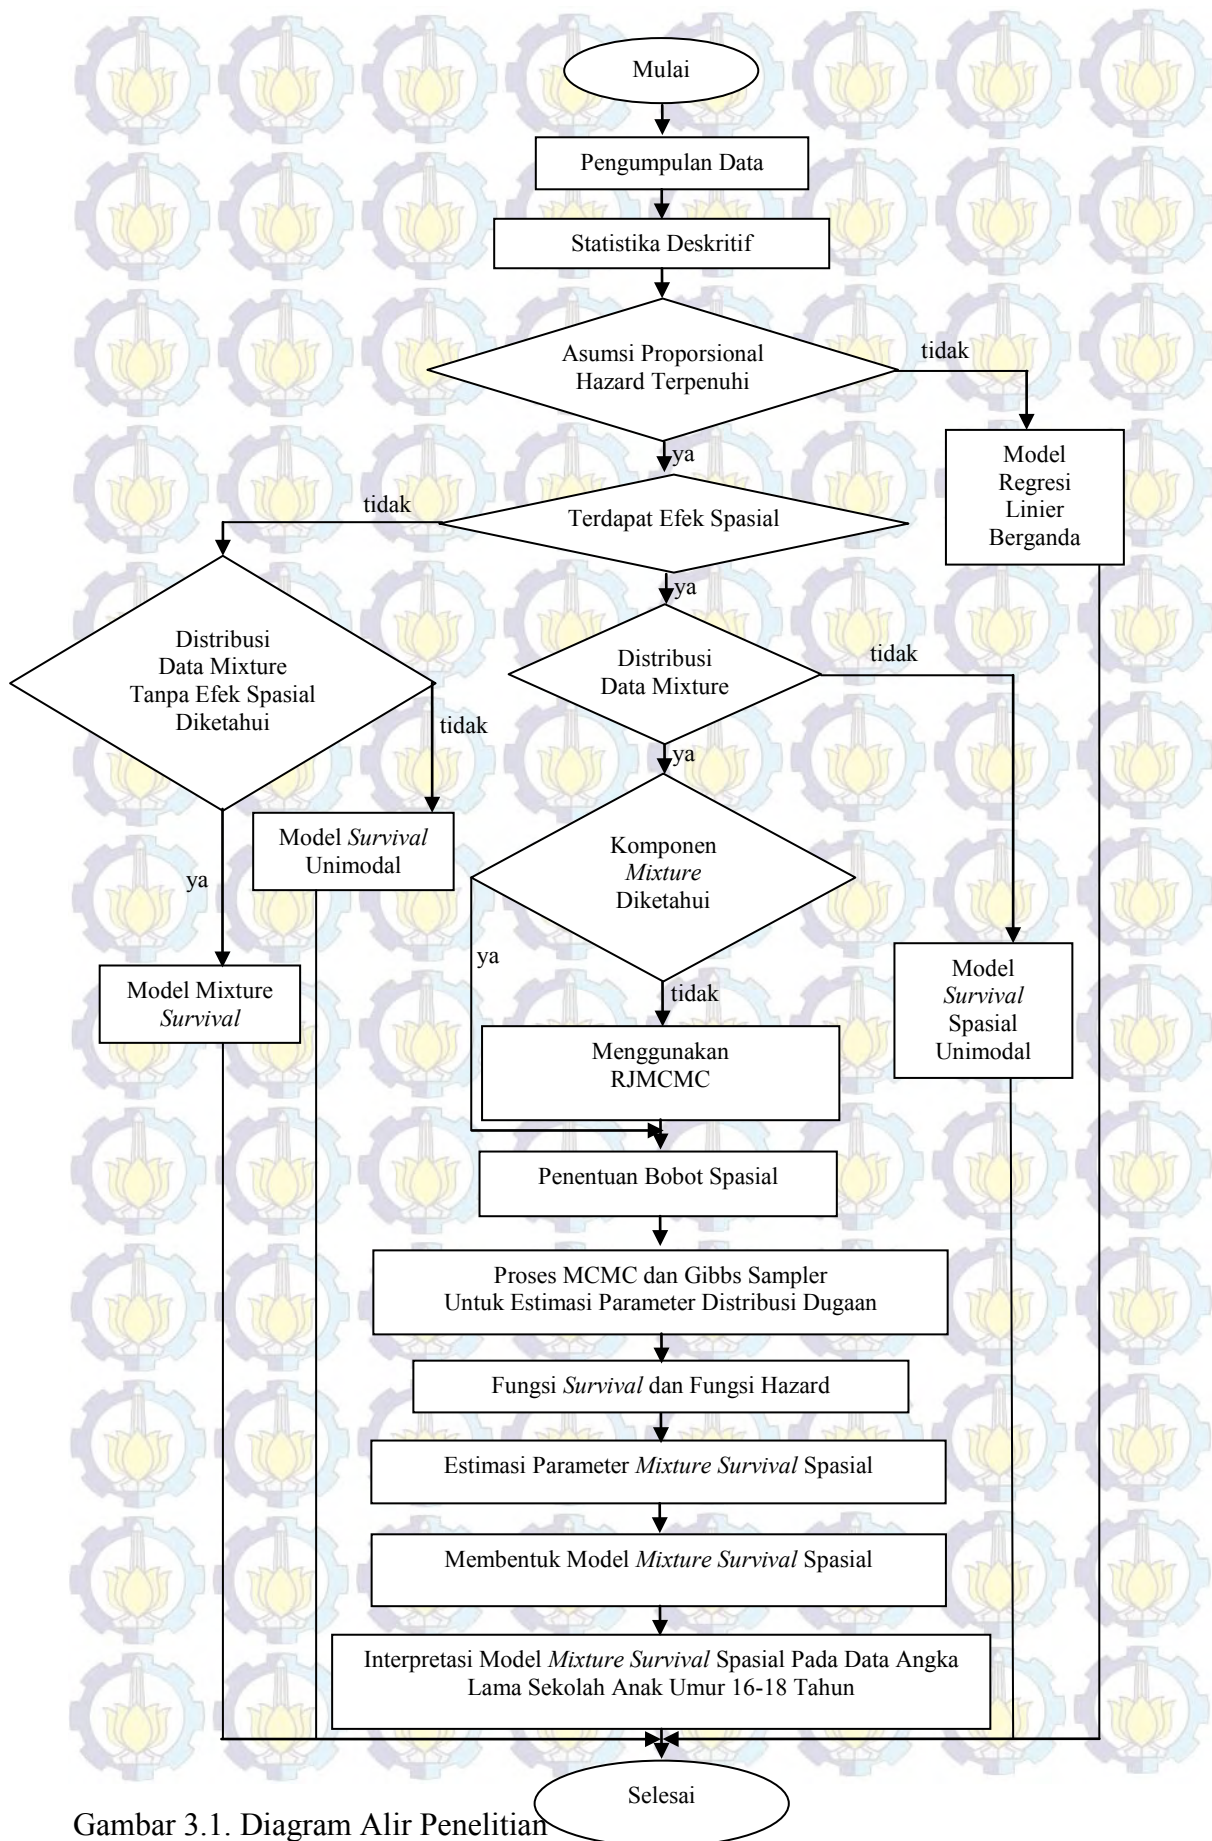 Mulai
Pengumpulan Data
Statistika Deskritif
Asumsi Proporsional
Hazard Terpenuhi
tidak
ya
Model
Regresi
Linier
Berganda
tidak
Terdapat Efek Spasial
ya
Distribusi
Data Mixture
Tanpa Efek Spasial
Diketahui
tidak
Distribusi
Data Mixture
tidak
ya
Model Survival
Unimodal
ya
Komponen
Mixture
Diketahui
ya
tidak
Model Mixture
Survival
Model
Survival
Spasial
Unimodal
Menggunakan
RJMCMC
Penentuan Bobot Spasial
Proses MCMC dan Gibbs Sampler
Untuk Estimasi Parameter Distribusi Dugaan
Fungsi Survival dan Fungsi Hazard
Estimasi Parameter Mixture Survival Spasial
Membentuk Model Mixture Survival Spasial
Interpretasi Model Mixture Survival Spasial Pada Data Angka
Lama Sekolah Anak Umur 16-18 Tahun
Selesai
Gambar 3.1. Diagram Alir Penelitian